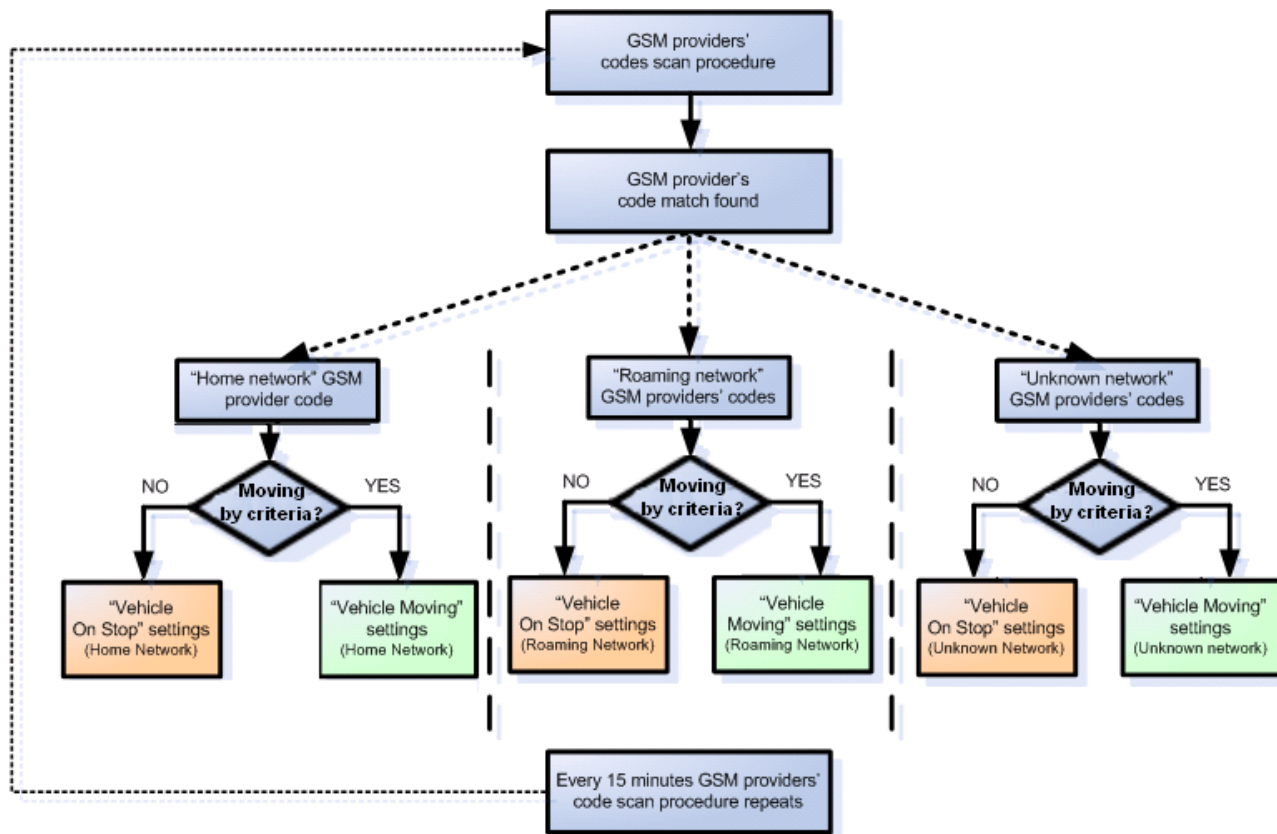 GSM providers'
codes scan procedure
GSM provider's
code match found
“Home network” GSM
provider code
“Roaming network”
GSM providers' codes
“Unknown network”
GSM providers' codes
NO
Moving
by criteria?
YES
NO
Moving
by criteria?
YES
NO
Moving
by criteria?
YES
“Vehicle
On Stop” settings
(Home Network)
“Vehicle Moving”
settings
(Home Network)
“Vehicle
On Stop” settings
(Roaming Network)
“Vehicle
Moving” settings
(Roaming Network)
“Vehicle
On Stop” settings
(Unknown Network)
“Vehicle Moving”
settings
(Unknown network)
Every 15 minutes GSM providers'
code scan procedure repeats